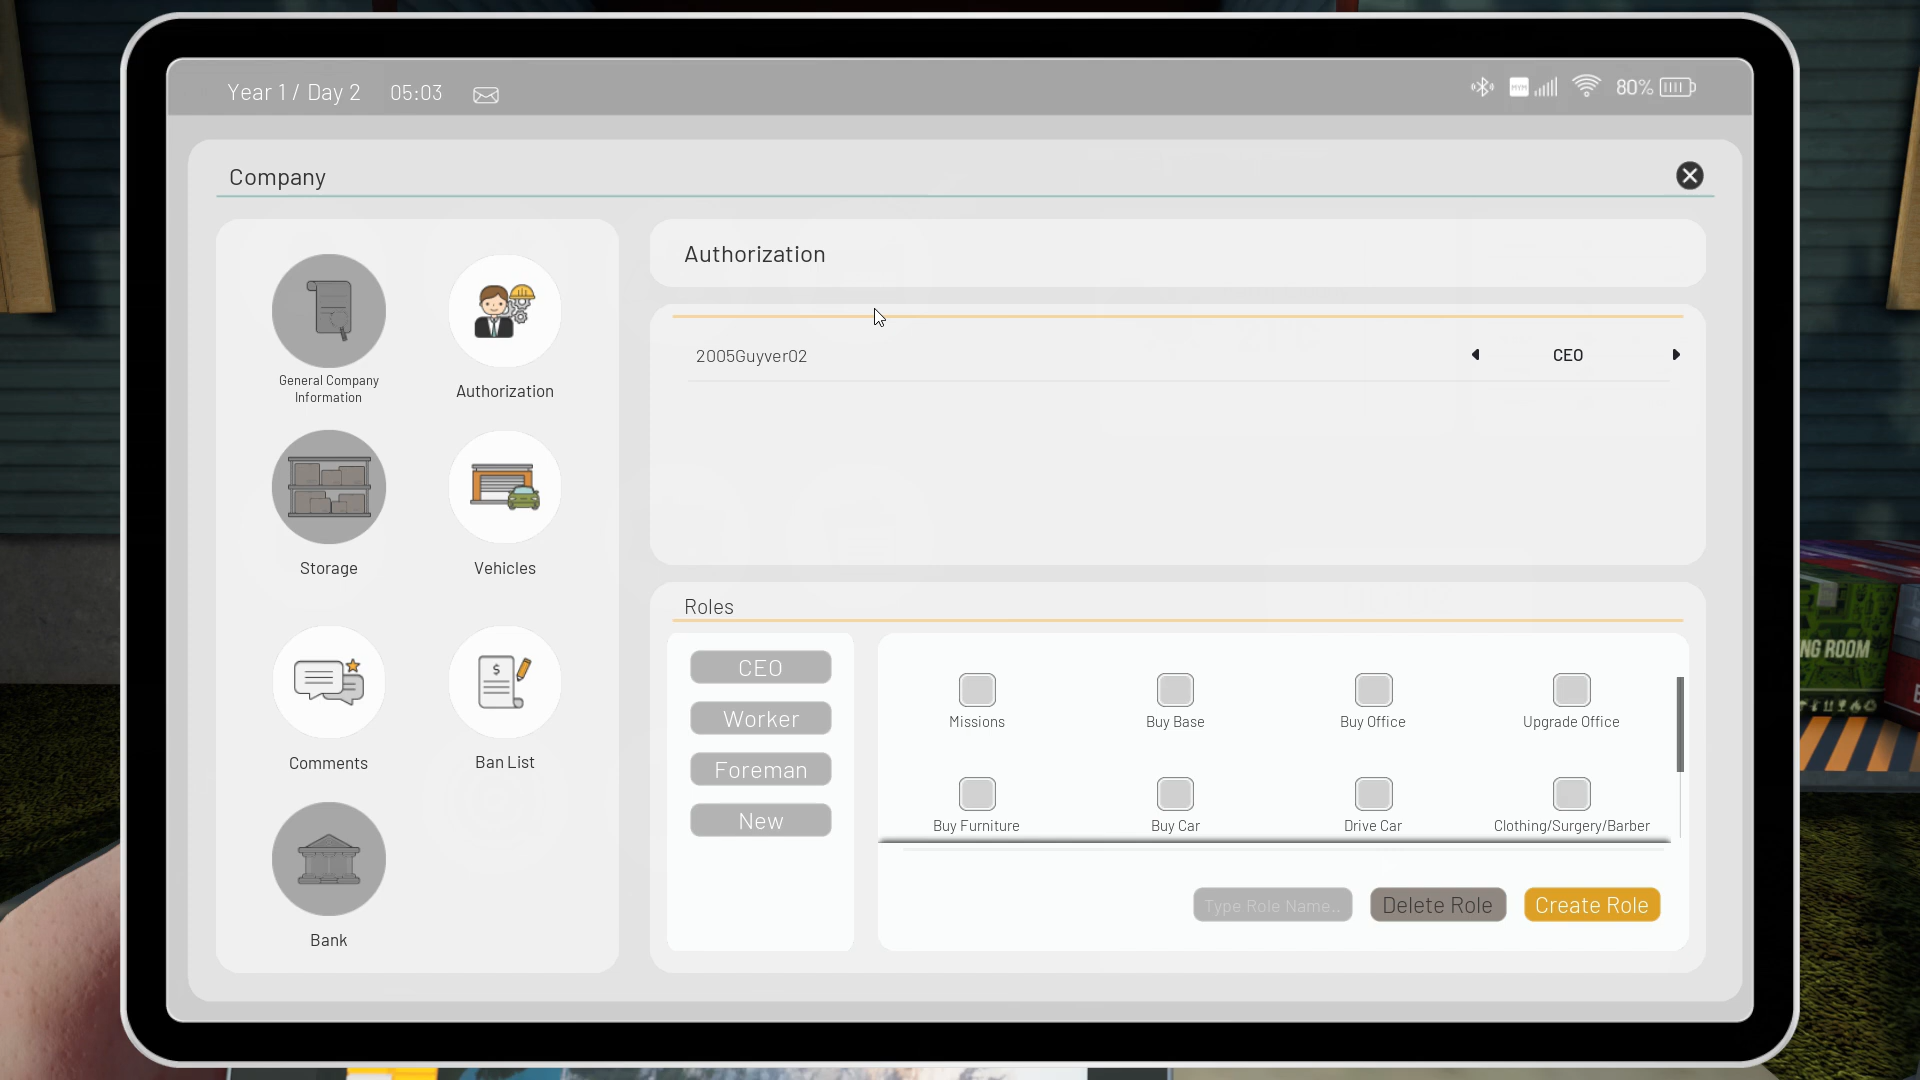 Year 1 / Day 2 05:03
MYM
80%
Company
General Company
Information
Authorization
Storage
Vehicles
Comments
Ban List
Bank
Authorization
2005Guyver02
CEO
Roles
CEO
Worker
Foreman
New
Missions
Buy Base
Buy Office
Upgrade Office
Buy Furniture
Buy Car
Drive Car
Clothing/Surgery/Barber
Type Role Name..
Delete Role
Create Role
NG ROOM